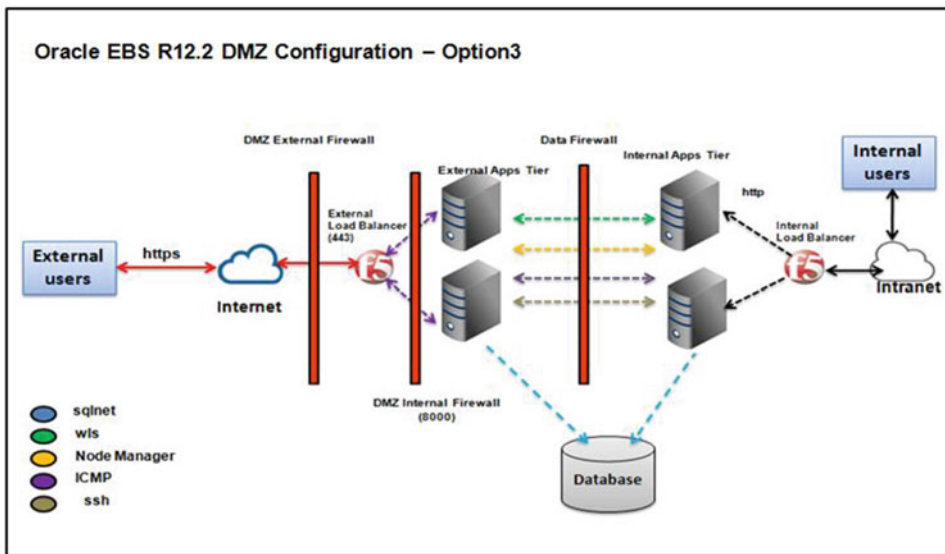 Oracle EBS R12.2 DMZ Configuration – Option3
DMZ External Firewall
Data Firewall
External Apps Tier
Internal Apps Tier
Internal
users
http
External
Load Balancer
(443)
Internal
Load Balancer
External
users
https
f5
f5
Internet
Intranet
DMZ Internal Firewall
(8000)
sqlnet
wls
Node Manager
ICMP
ssh
Database